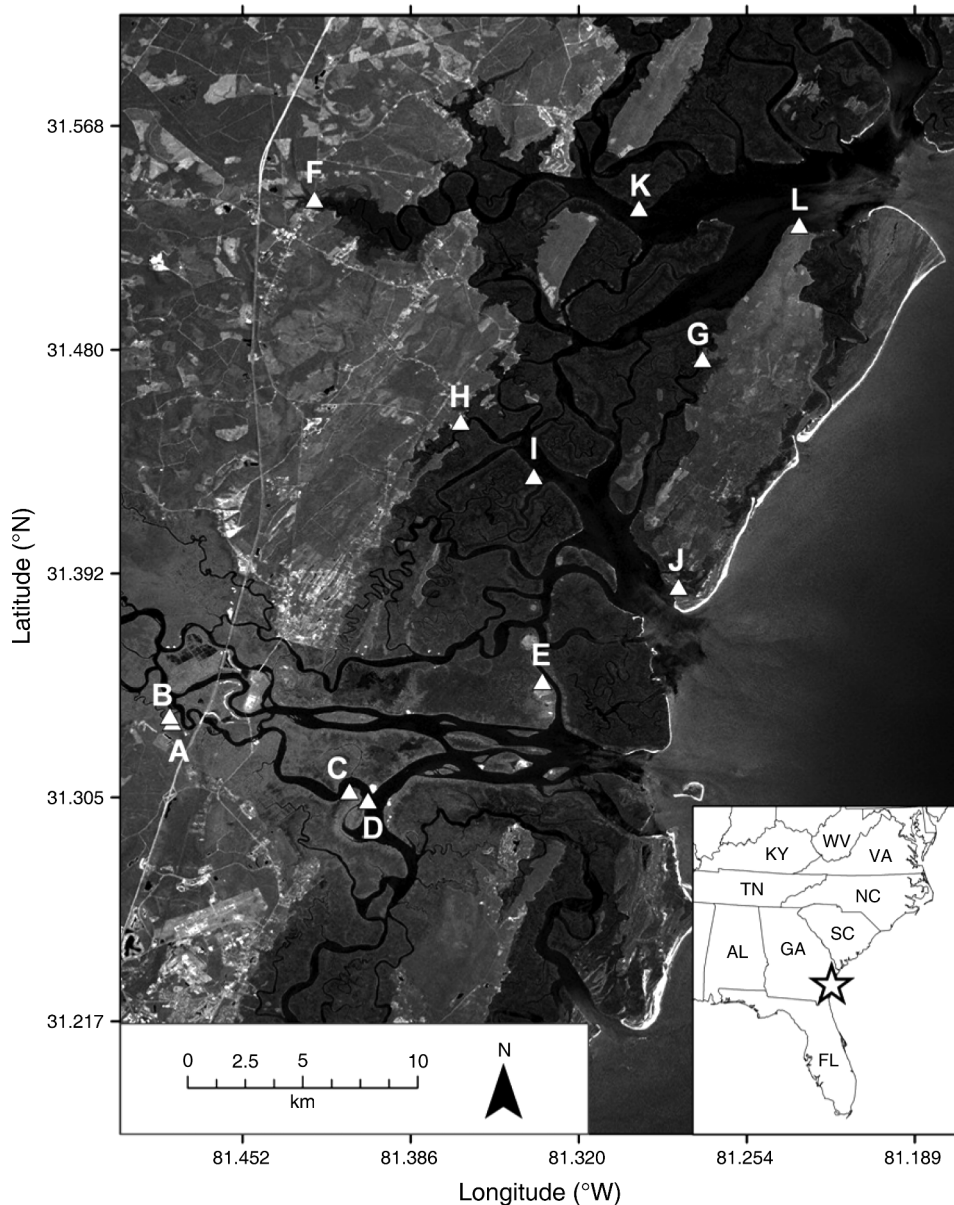 31.568
F
K
L
31.480
G
H
I
Latitude (°N)
31.392
J
E
B
A
C
31.305
D
KY
WV
VA
TN
NC
SC
AL
GA
FL
31.217
0 2.5 5 10
km
N
81.452 81.386 81.320 81.254 81.189
Longitude (°W)